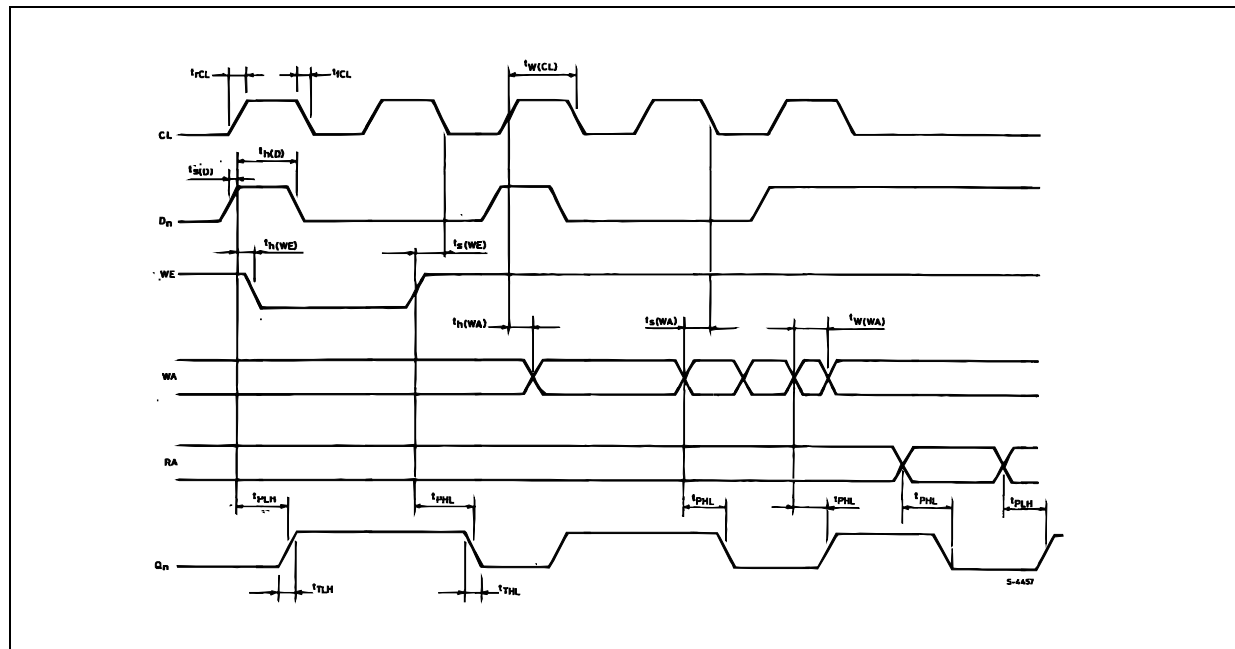 trCL
tfCL
tW(CL)
CL
th(D)
ts(D)
Dn
th(WE)
ts(WE)
WE
th(WA)
ts(WA)
tW(WA)
WA
RA
tPLH
tPHL
tPHL
tPHL
tPHL
tPLH
Qn
S-4457
tTLH
tTHL